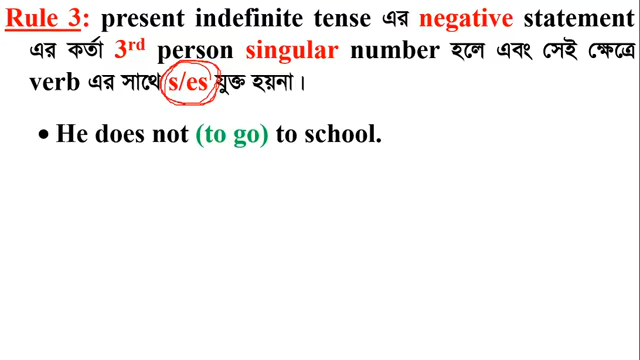 Rule 3: present indefinite tense এর negative statement
এর কর্তা 3rd person singular number হলে এবং সেই ক্ষেত্রে
verb এর সাথে s/es যুক্ত হয়না।
• He does not (to go) to school.